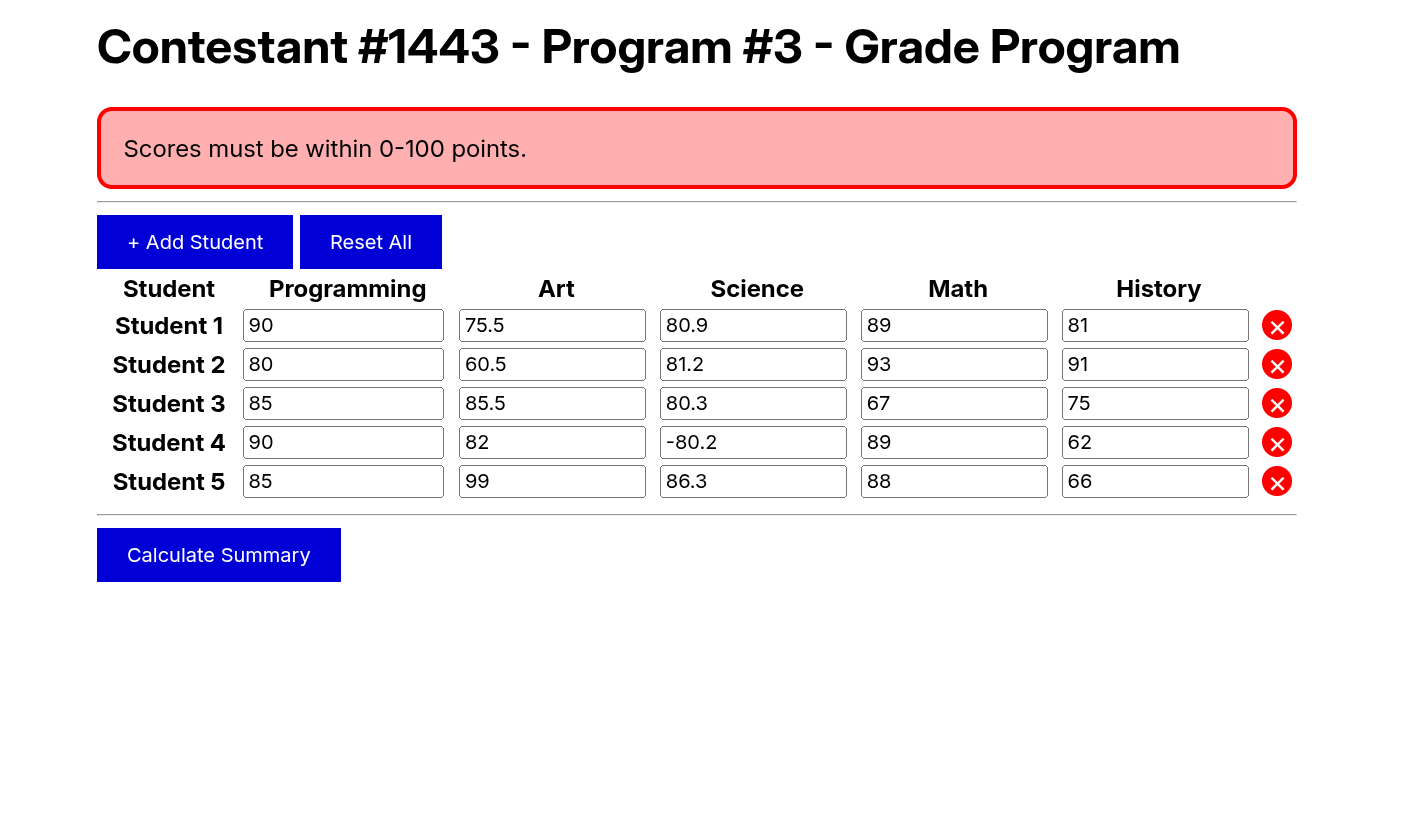 Contestant #1443 - Program #3 - Grade Program
Scores must be within 0-100 points.
+ Add Student Reset All
Student Programming Art Science Math History
Student 1 90 75.5 80.9 89 81
Student 2 80 60.5 81.2 93 91
Student 3 85 85.5 80.3 67 75
Student 4 90 82 -80.2 89 62
Student 5 85 99 86.3 88 66
Calculate Summary